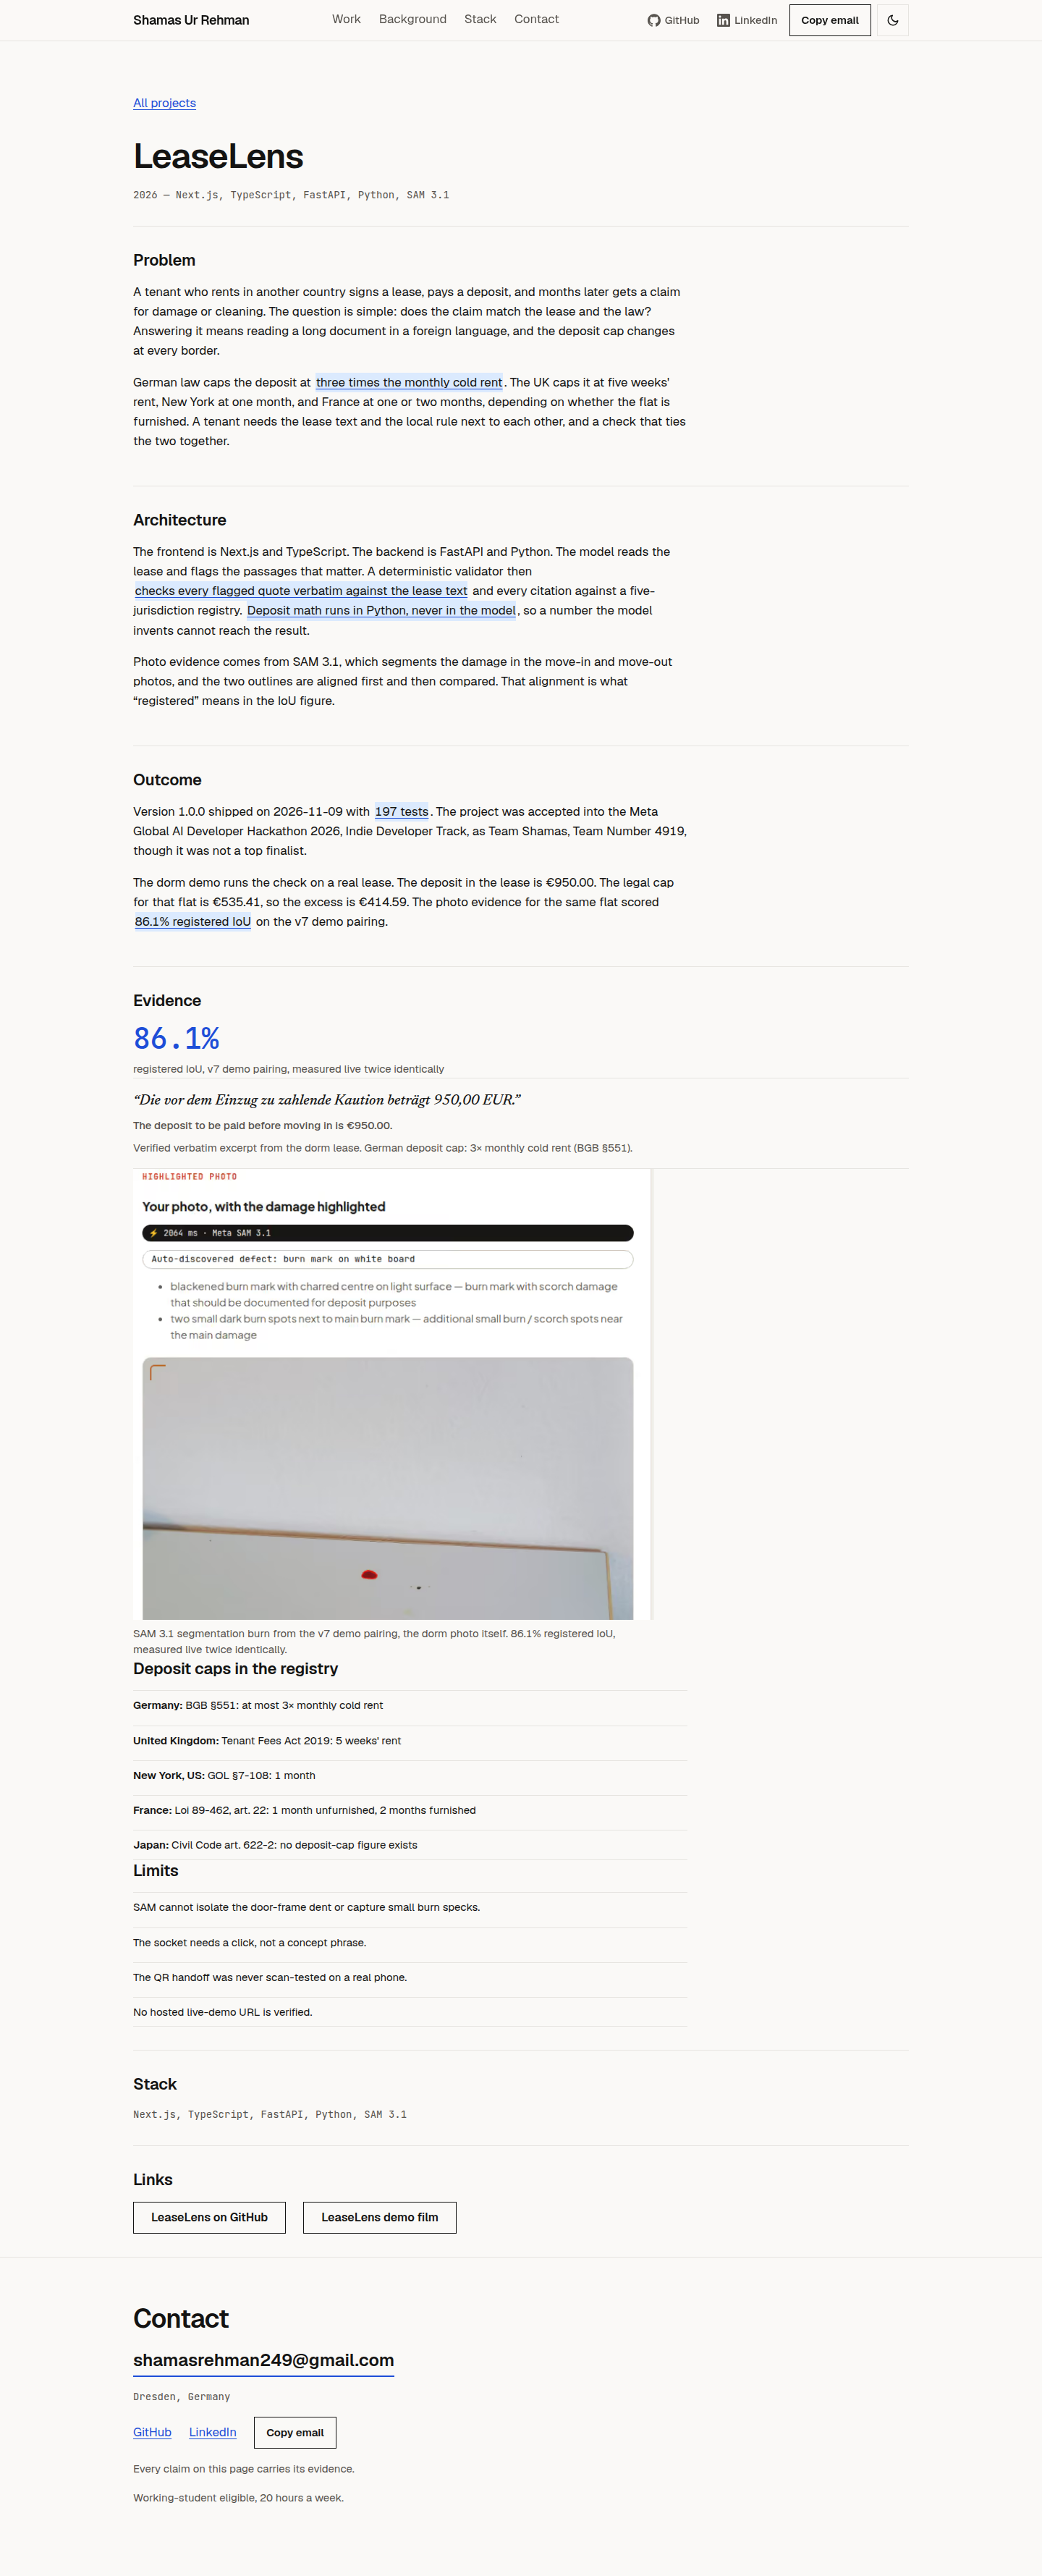 Shamas Ur Rehman
Work Background Stack Contact
GitHub LinkedIn Copy email
All projects
LeaseLens
2026 — Next.js, TypeScript, FastAPI, Python, SAM 3.1
Problem
A tenant who rents in another country signs a lease, pays a deposit, and months later gets a claim
for damage or cleaning. The question is simple: does the claim match the lease and the law?
Answering it means reading a long document in a foreign language, and the deposit cap changes
at every border.
German law caps the deposit at three times the monthly cold rent. The UK caps it at five weeks'
rent, New York at one month, and France at one or two months, depending on whether the flat is
furnished. A tenant needs the lease text and the local rule next to each other, and a check that ties
the two together.
Architecture
The frontend is Next.js and TypeScript. The backend is FastAPI and Python. The model reads the
lease and flags the passages that matter. A deterministic validator then
checks every flagged quote verbatim against the lease text and every citation against a five-
jurisdiction registry. Deposit math runs in Python, never in the model, so a number the model
invents cannot reach the result.
Photo evidence comes from SAM 3.1, which segments the damage in the move-in and move-out
photos, and the two outlines are aligned first and then compared. That alignment is what
“registered” means in the IoU figure.
Outcome
Version 1.0.0 shipped on 2026-11-09 with 197 tests. The project was accepted into the Meta
Global AI Developer Hackathon 2026, Indie Developer Track, as Team Shamas, Team Number 4919,
though it was not a top finalist.
The dorm demo runs the check on a real lease. The deposit in the lease is €950.00. The legal cap
for that flat is €535.41, so the excess is €414.59. The photo evidence for the same flat scored
86.1% registered IoU on the v7 demo pairing.
Evidence
86.1%
registered IoU, v7 demo pairing, measured live twice identically
“Die vor dem Einzug zu zahlende Kaution beträgt 950,00 EUR.”
The deposit to be paid before moving in is €950.00.
Verified verbatim excerpt from the dorm lease. German deposit cap: 3× monthly cold rent (BGB §551).
HIGHLIGHTED PHOTO
Your photo, with the damage highlighted
⚡ 2064 ms · Meta SAM 3.1
Auto-discovered defect: burn mark on white board
• blackened burn mark with charred centre on light surface — burn mark with scorch damage
that should be documented for deposit purposes
• two small dark burn spots next to main burn mark — additional small burn / scorch spots near
the main damage
SAM 3.1 segmentation burn from the v7 demo pairing, the dorm photo itself. 86.1% registered IoU,
measured live twice identically.
Deposit caps in the registry
Germany: BGB §551: at most 3× monthly cold rent
United Kingdom: Tenant Fees Act 2019: 5 weeks' rent
New York, US: GOL §7-108: 1 month
France: Loi 89-462, art. 22: 1 month unfurnished, 2 months furnished
Japan: Civil Code art. 622-2: no deposit-cap figure exists
Limits
SAM cannot isolate the door-frame dent or capture small burn specks.
The socket needs a click, not a concept phrase.
The QR handoff was never scan-tested on a real phone.
No hosted live-demo URL is verified.
Stack
Next.js, TypeScript, FastAPI, Python, SAM 3.1
Links
LeaseLens on GitHub LeaseLens demo film
Contact
shamasrehman249@gmail.com
Dresden, Germany
GitHub LinkedIn Copy email
Every claim on this page carries its evidence.
Working-student eligible, 20 hours a week.